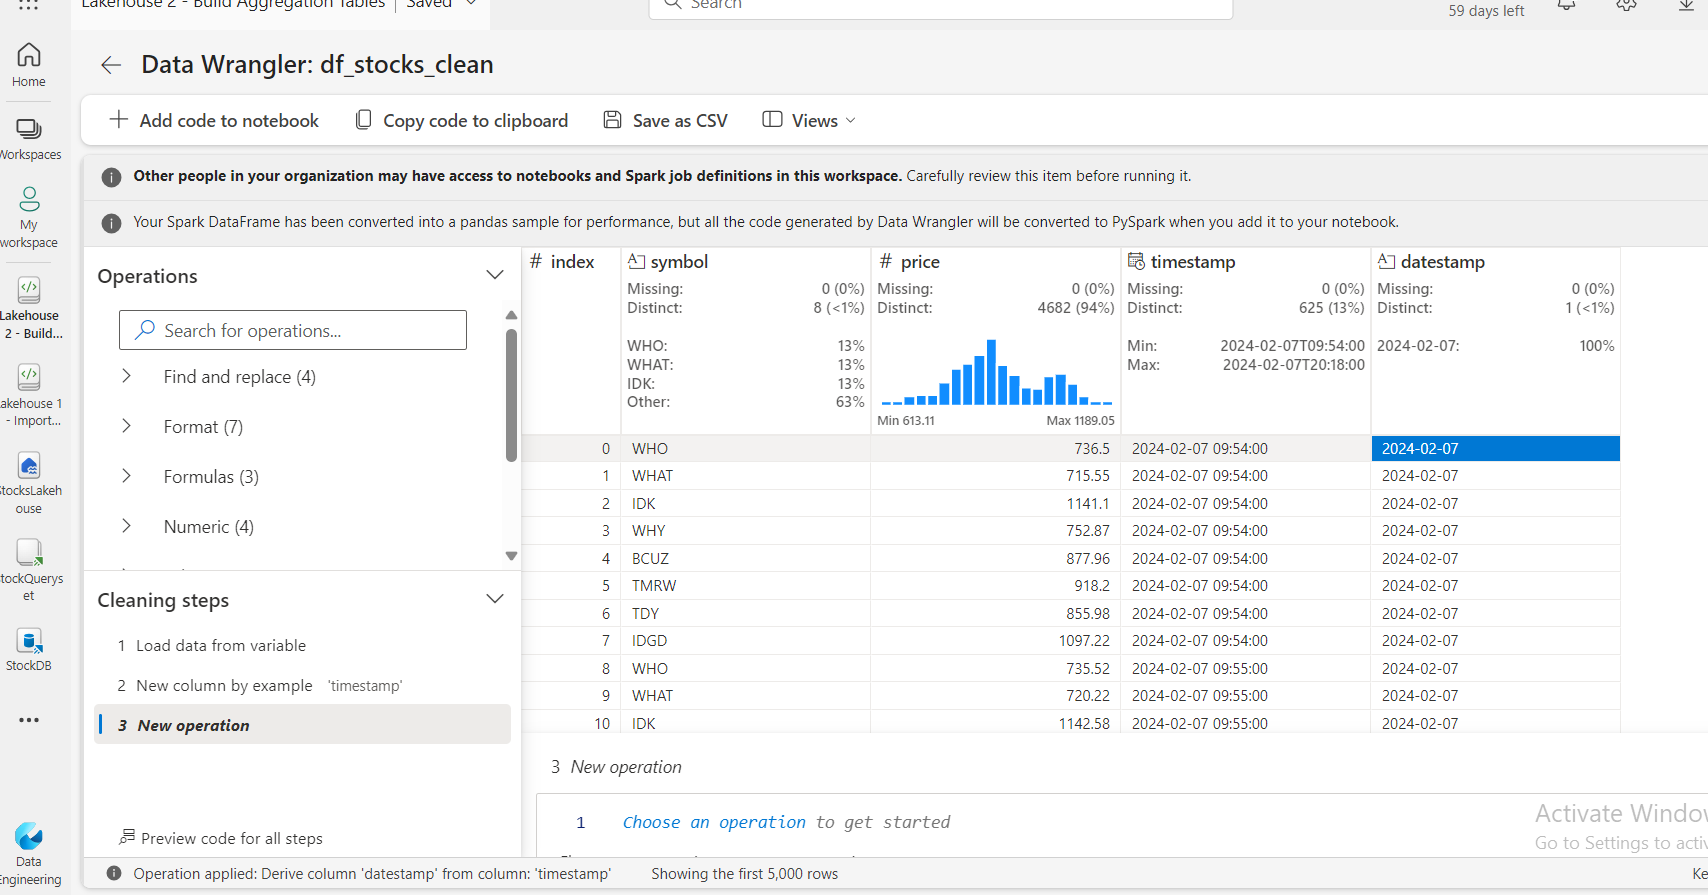 Lakehouse 2 - Build Aggregation Tables | Saved
Search
59 days left
Home
Workspaces
My workspace
Lakehouse 2 - Build...
Lakehouse 1 - Import...
StocksLakehouse
StockQueryset
StockDB
Data Engineering
Data Wrangler: df_stocks_clean
Add code to notebook
Copy code to clipboard
Save as CSV
Views
Other people in your organization may have access to notebooks and Spark job definitions in this workspace. Carefully review this item before running it.
Your Spark DataFrame has been converted into a pandas sample for performance, but all the code generated by Data Wrangler will be converted to PySpark when you add it to your notebook.
Operations
Search for operations...
Find and replace (4)
Format (7)
Formulas (3)
Numeric (4)
Cleaning steps
1 Load data from variable
2 New column by example 'timestamp'
3 New operation
Preview code for all steps
# index A symbol # price timestamp A datestamp
Missing: 0 (0%) Missing: 0 (0%) Missing: 0 (0%) Missing: 0 (0%)
Distinct: 8 (<1%) Distinct: 4682 (94%) Distinct: 625 (13%) Distinct: 1 (<1%)
WHO: 13% Min: 2024-02-07T09:54:00 2024-02-07: 100%
WHAT: 13% Max: 2024-02-07T20:18:00
IDK: 13%
Other: 63%
Min 613.11 Max 1189.05
0 WHO 736.5 2024-02-07 09:54:00 2024-02-07
1 WHAT 715.55 2024-02-07 09:54:00 2024-02-07
2 IDK 1141.1 2024-02-07 09:54:00 2024-02-07
3 WHY 752.87 2024-02-07 09:54:00 2024-02-07
4 BCUZ 877.96 2024-02-07 09:54:00 2024-02-07
5 TMRW 918.2 2024-02-07 09:54:00 2024-02-07
6 TDY 855.98 2024-02-07 09:54:00 2024-02-07
7 IDGD 1097.22 2024-02-07 09:54:00 2024-02-07
8 WHO 735.52 2024-02-07 09:55:00 2024-02-07
9 WHAT 720.22 2024-02-07 09:55:00 2024-02-07
10 IDK 1142.58 2024-02-07 09:55:00 2024-02-07
3 New operation
1 Choose an operation to get started
Activate Windo
Go to Settings to activ
Operation applied: Derive column 'datestamp' from column: 'timestamp'
Showing the first 5,000 rows
Ke